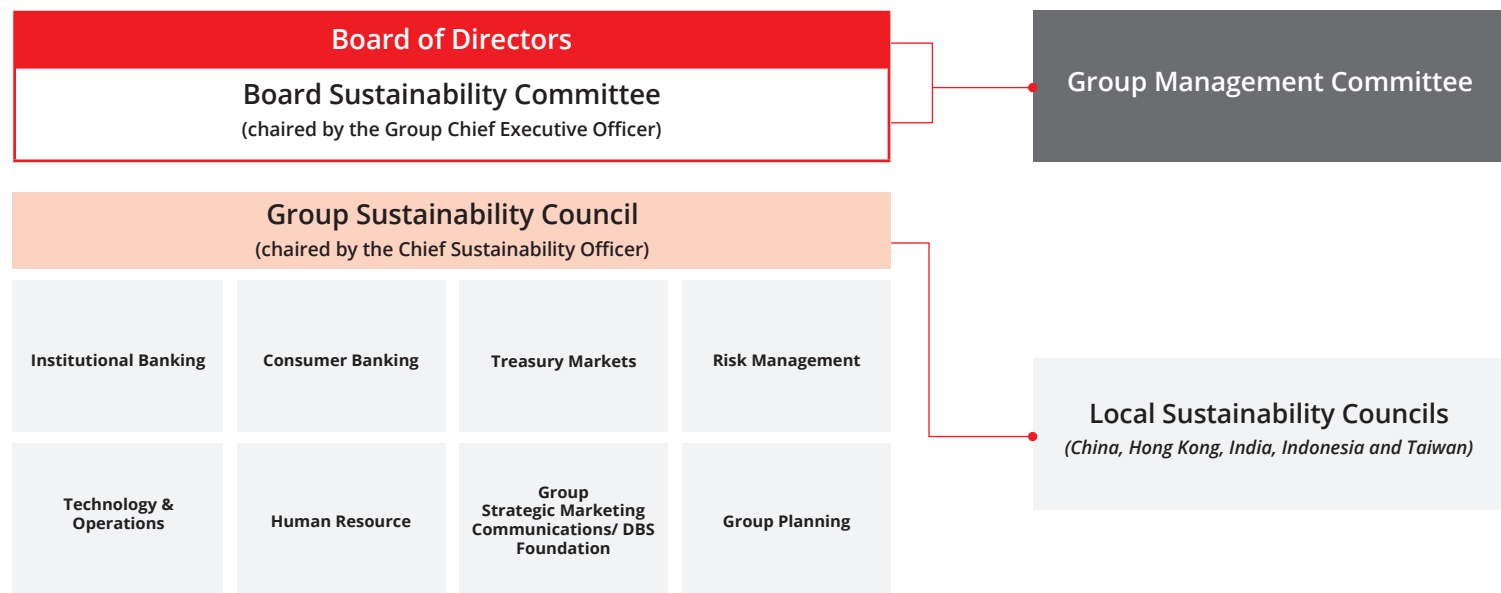 Board of Directors
Board Sustainability Committee
(chaired by the Group Chief Executive Officer)
Group Management Committee
Group Sustainability Council
(chaired by the Chief Sustainability Officer)
Institutional Banking
Consumer Banking
Treasury Markets
Risk Management
Local Sustainability Councils
(China, Hong Kong, India, Indonesia and Taiwan)
Technology &
Operations
Human Resource
Group
Strategic Marketing
Communications/ DBS
Foundation
Group Planning